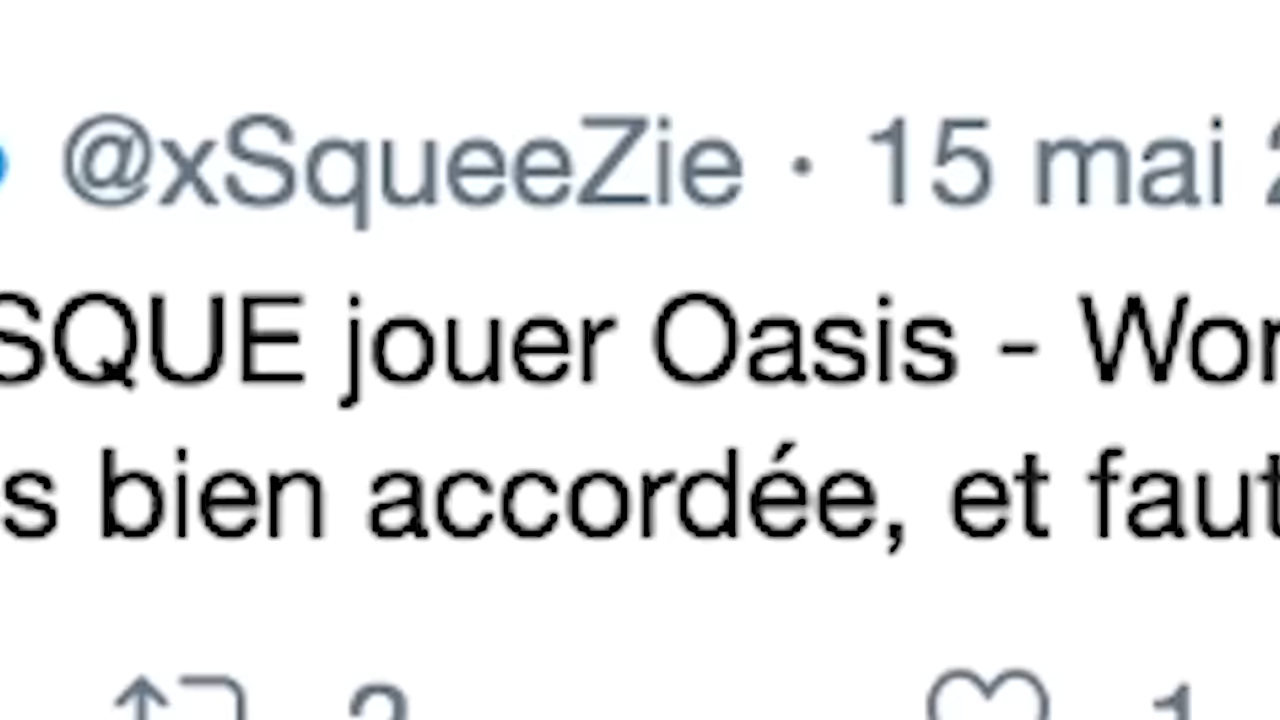 @xSqueeZie · 15 mai
SQUE jouer Oasis - Wor
s bien accordée, et faut